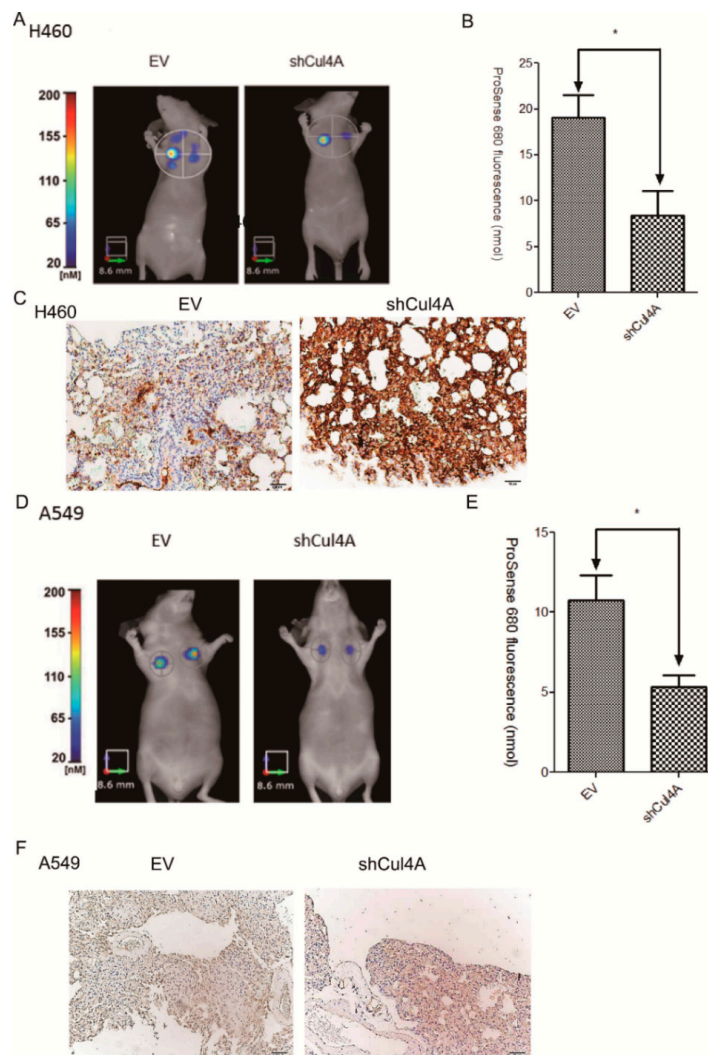 A
H460
EV
shCul4A
200
155
110
65
20
[nM]
8.6 mm
8.6 mm
B
*
ProSense 680 fluorescence (nmol)
25
20
15
10
5
0
EV
shCul4A
C
H460
EV
shCul4A
D
A549
EV
shCul4A
200
155
110
65
20
[nM]
8.6 mm
8.6 mm
E
*
ProSense 680 fluorescence (nmol)
15
10
5
0
EV
shCul4A
F
A549
EV
shCul4A